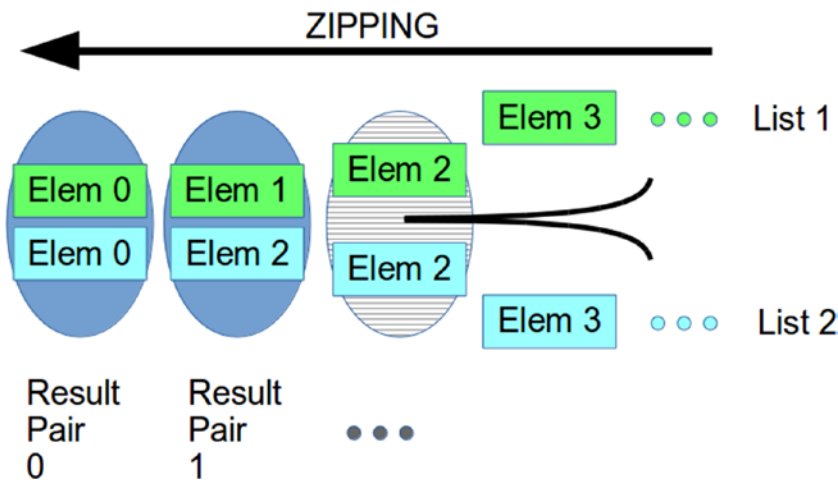 ZIPPING
Elem 3
List 1
Elem 2
Elem 0
Elem 1
Elem 0
Elem 2
Elem 2
Elem 3
List 2
Result
Pair
0
Result
Pair
1